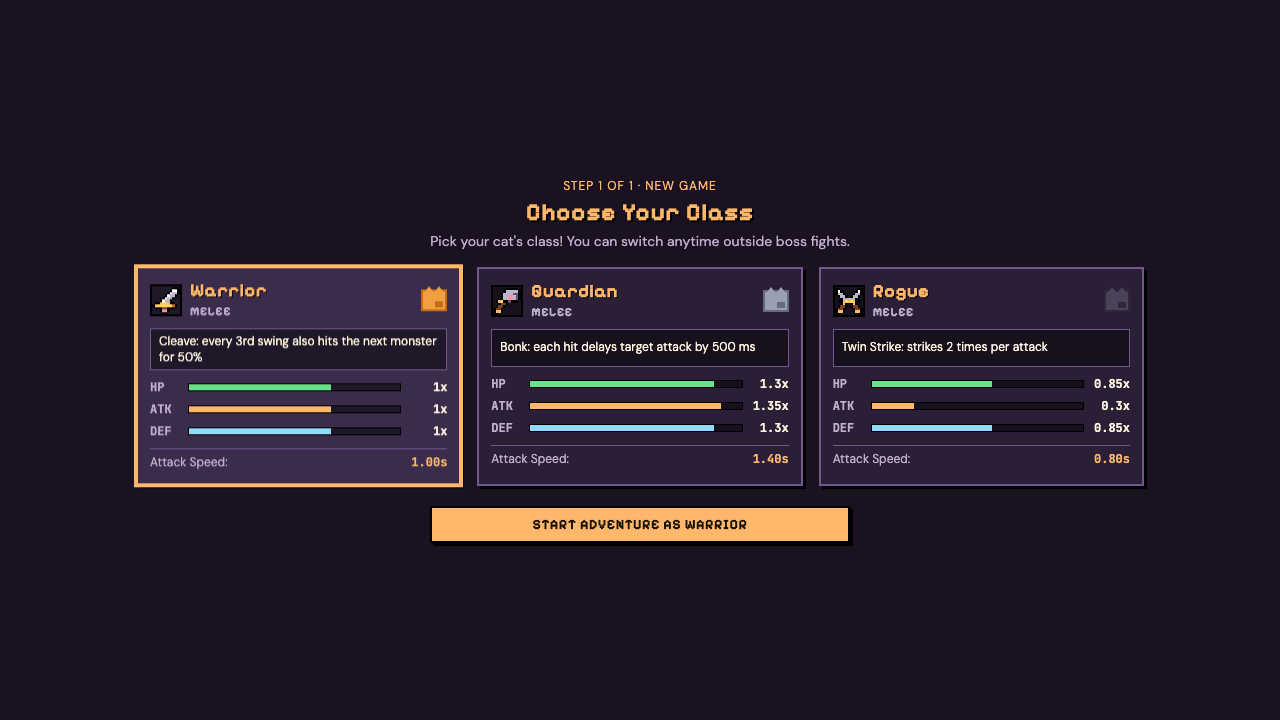 STEP 1 OF 1 · NEW GAME
Choose Your Class
Pick your cat's class! You can switch anytime outside boss fights.
Warrior
MELEE
Cleave: every 3rd swing also hits the next monster
for 50%
HP 1x
ATK 1x
DEF 1x
Attack Speed: 1.00s
Guardian
MELEE
Bonk: each hit delays target attack by 500 ms
HP 1.3x
ATK 1.35x
DEF 1.3x
Attack Speed: 1.40s
Rogue
MELEE
Twin Strike: strikes 2 times per attack
HP 0.85x
ATK 0.3x
DEF 0.85x
Attack Speed: 0.80s
START ADVENTURE AS WARRIOR